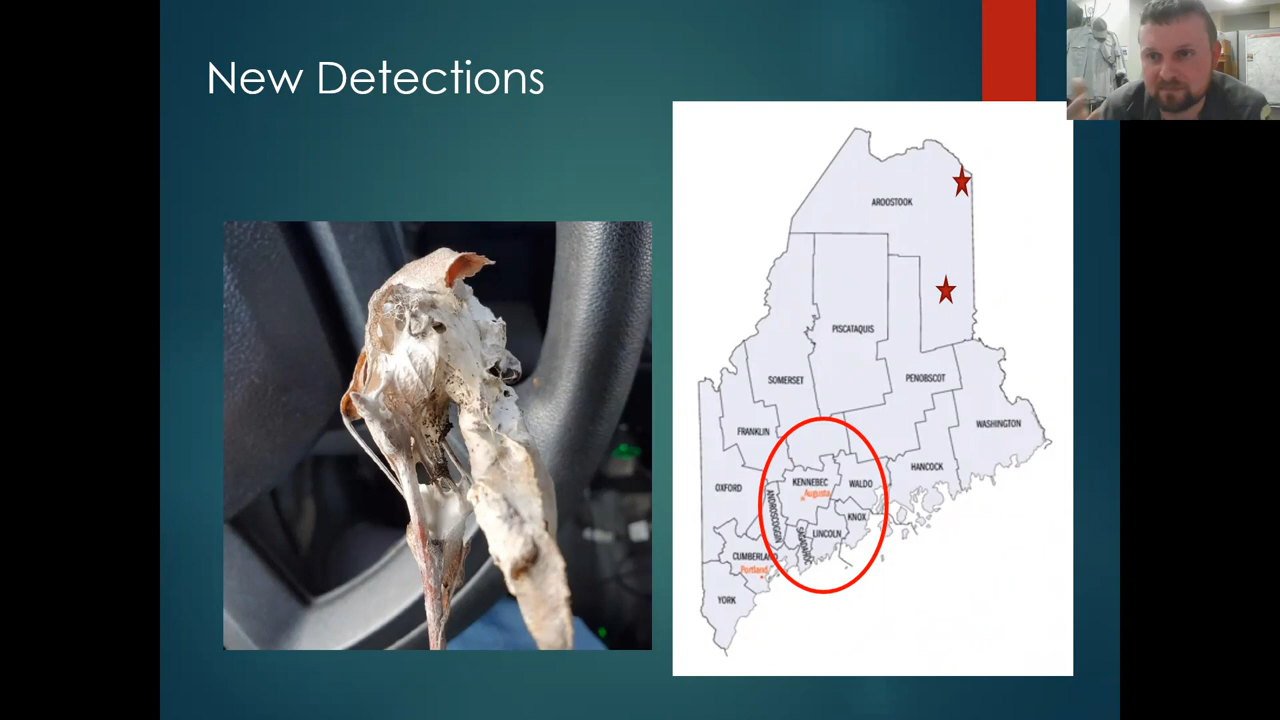 New Detections
AROOSTOOK
PISCATAQUIS
SOMERSET
PENOBSCOT
FRANKLIN
WASHINGTON
HANCOCK
OXFORD
KENNEBEC
Augusta
WALDO
ANDROSCOGGIN
KNOX
LINCOLN
SAGADAHOC
CUMBERLAND
Portland
YORK